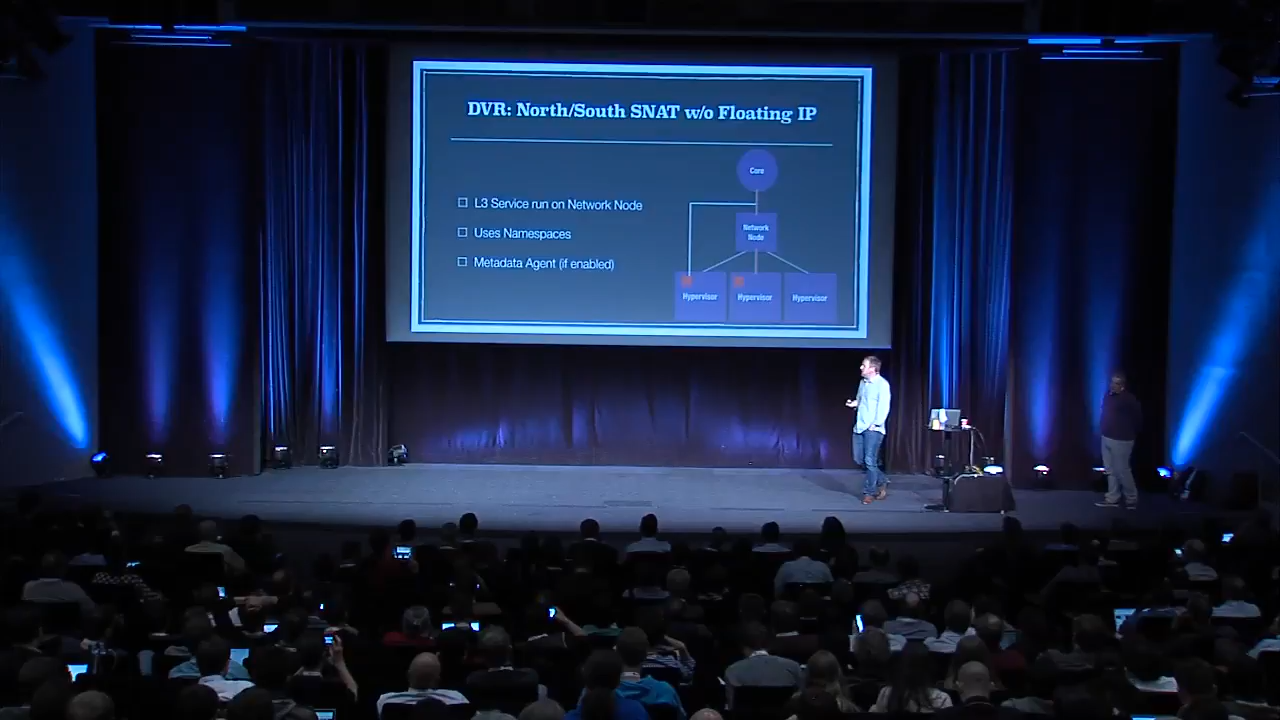 DVR: North/South SNAT w/o Floating IP
L3 Service run on Network Node
Uses Namespaces
Metadata Agent (if enabled)
Core
Network
Node
Hypervisor
Hypervisor
Hypervisor